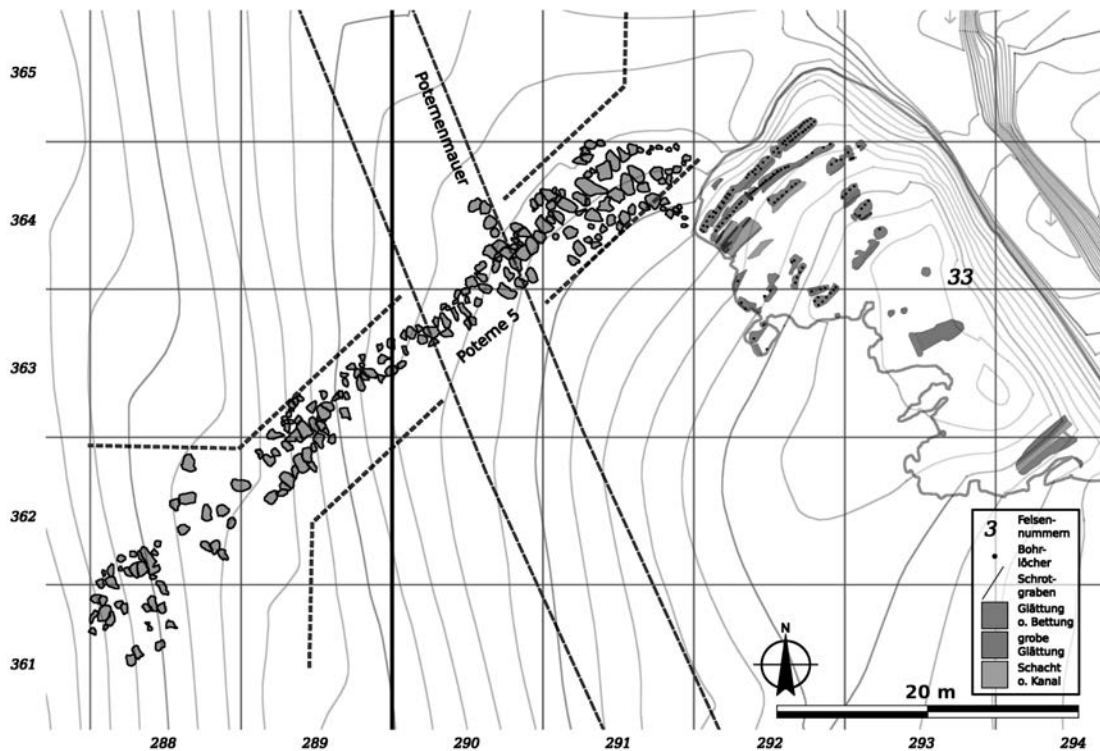 365
364
363
362
361
Poternenmauer
Poterne 5
33
3
Felsen-
nummern
Bohr-
löcher
Schrot-
graben
Glättung
o. Bettung
grobe
Glättung
Schacht
o. Kanal
N
20 m
288
289
290
291
292
293
294